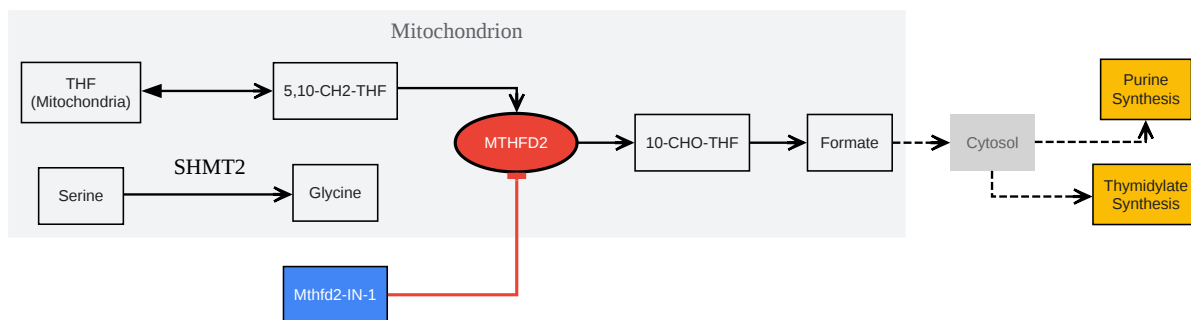 Mitochondrion
THF
(Mitochondria)
5,10-CH2-THF
MTHFD2
10-CHO-THF
Formate
Cytosol
Purine
Synthesis
SHMT2
Serine
Glycine
Thymidylate
Synthesis
Mthfd2-IN-1